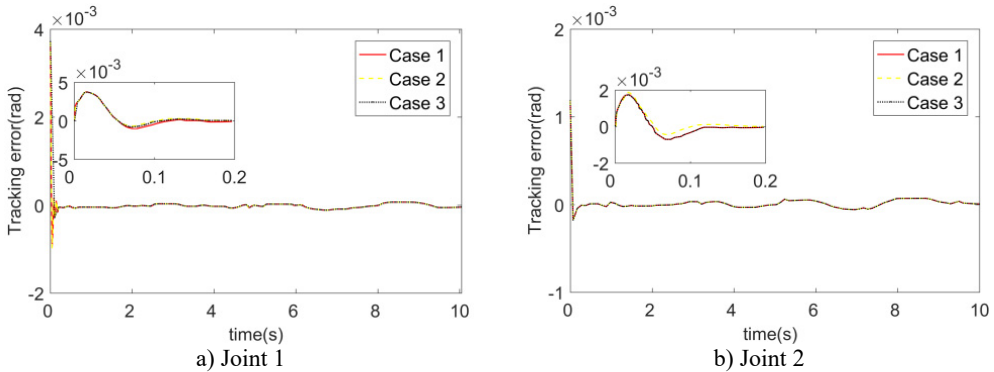 ×10⁻³
4
2
0
-2
Tracking error(rad)
Case 1
Case 2
Case 3
×10⁻³
5
0
-5
0 0.1 0.2
0 2 4 6 8 10
time(s)
a) Joint 1
×10⁻³
2
1
0
-1
Tracking error(rad)
Case 1
Case 2
Case 3
×10⁻³
2
0
-2
0 0.1 0.2
0 2 4 6 8 10
time(s)
b) Joint 2